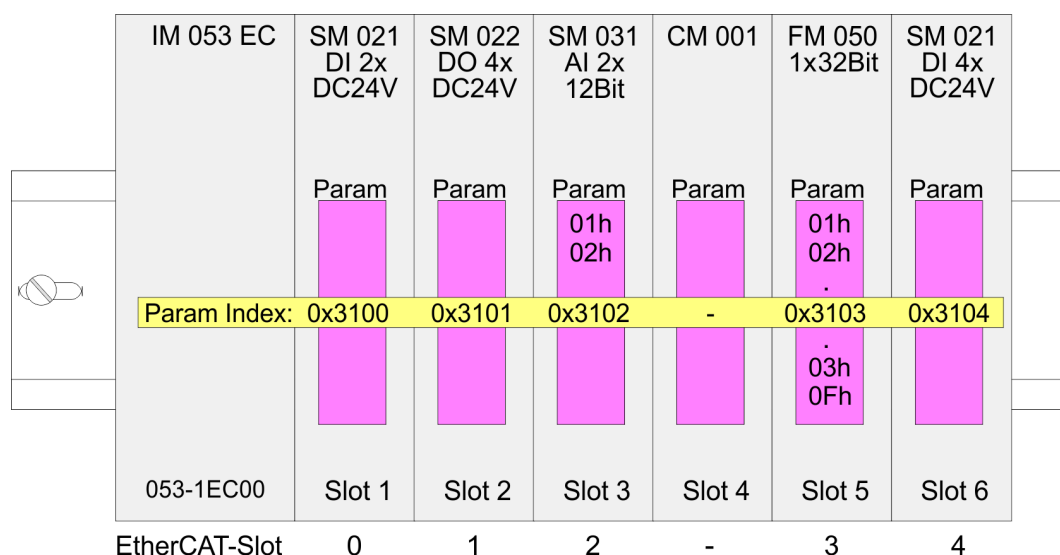 IM 053 EC SM 021 SM 022 SM 031 CM 001 FM 050 SM 021
DI 2x DO 4x AI 2x 1x32Bit DI 4x
DC24V DC24V 12Bit DC24V
Param Param Param Param Param Param
01h 01h
02h 02h
.
Param Index: 0x3100 0x3101 0x3102 - 0x3103 0x3104
.
03h
0Fh
053-1EC00 Slot 1 Slot 2 Slot 3 Slot 4 Slot 5 Slot 6
EtherCAT-Slot 0 1 2 - 3 4